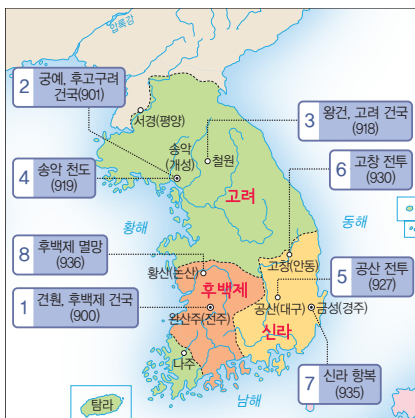 압록강
2 궁예, 후고구려
건국(901)
서경(평양)
3 왕건, 고려 건국
(918)
송악
(개성)
철원
4 송악 천도
(919)
6 고창 전투
(930)
고려
황해
동해
8 후백제 멸망
(936)
황산(논산)
고창(안동)
후백제
5 공산 전투
(927)
1 견훤, 후백제 건국
(900)
완산주(전주)
공산(대구)
금성(경주)
신라
나주
7 신라 항복
(935)
남해
탐라